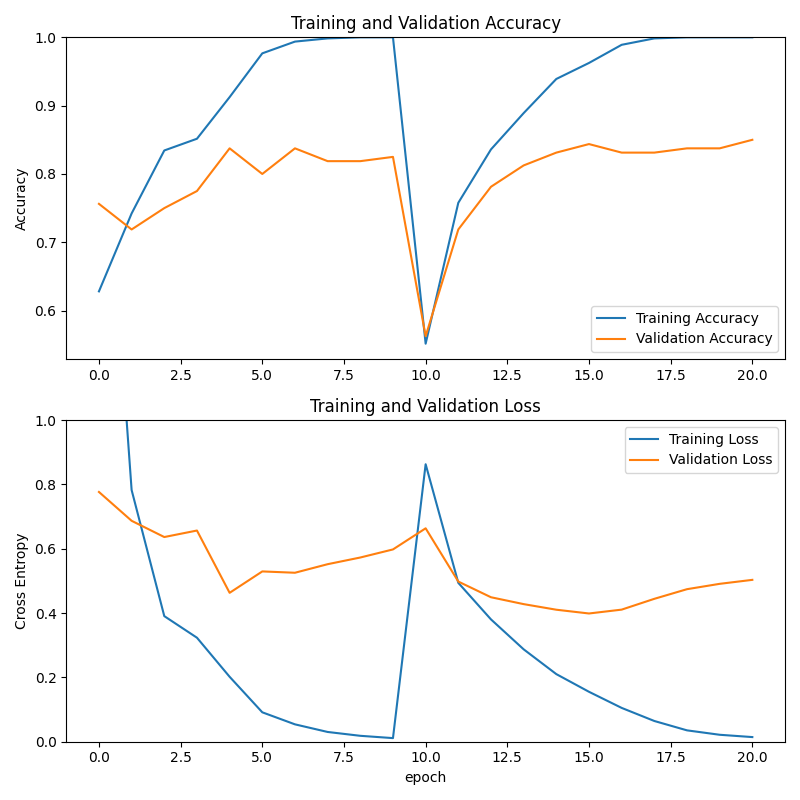 Training and Validation Accuracy
1.0
0.9
0.8
0.7
0.6
Accuracy
Training Accuracy
Validation Accuracy
0.0 2.5 5.0 7.5 10.0 12.5 15.0 17.5 20.0
Training and Validation Loss
1.0
0.8
0.6
0.4
0.2
0.0
Cross Entropy
Training Loss
Validation Loss
0.0 2.5 5.0 7.5 10.0 12.5 15.0 17.5 20.0
epoch